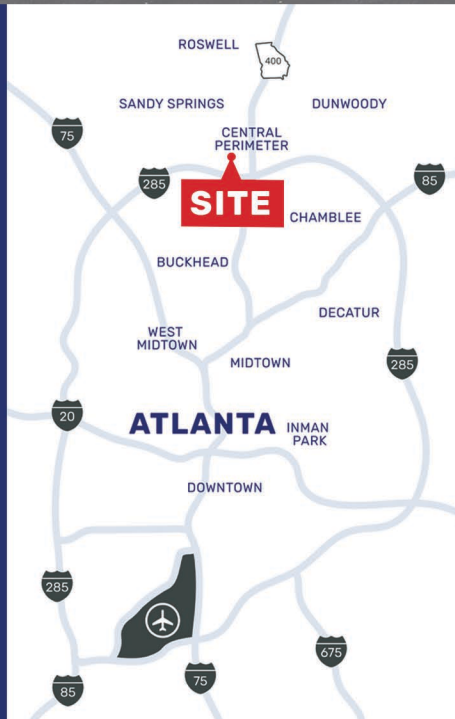 ROSWELL
400
SANDY SPRINGS
DUNWOODY
75
CENTRAL
PERIMETER
285
85
SITE
CHAMBLEE
BUCKHEAD
DECATUR
WEST
MIDTOWN
MIDTOWN
285
20
ATLANTA
INMAN
PARK
DOWNTOWN
285
675
85
75